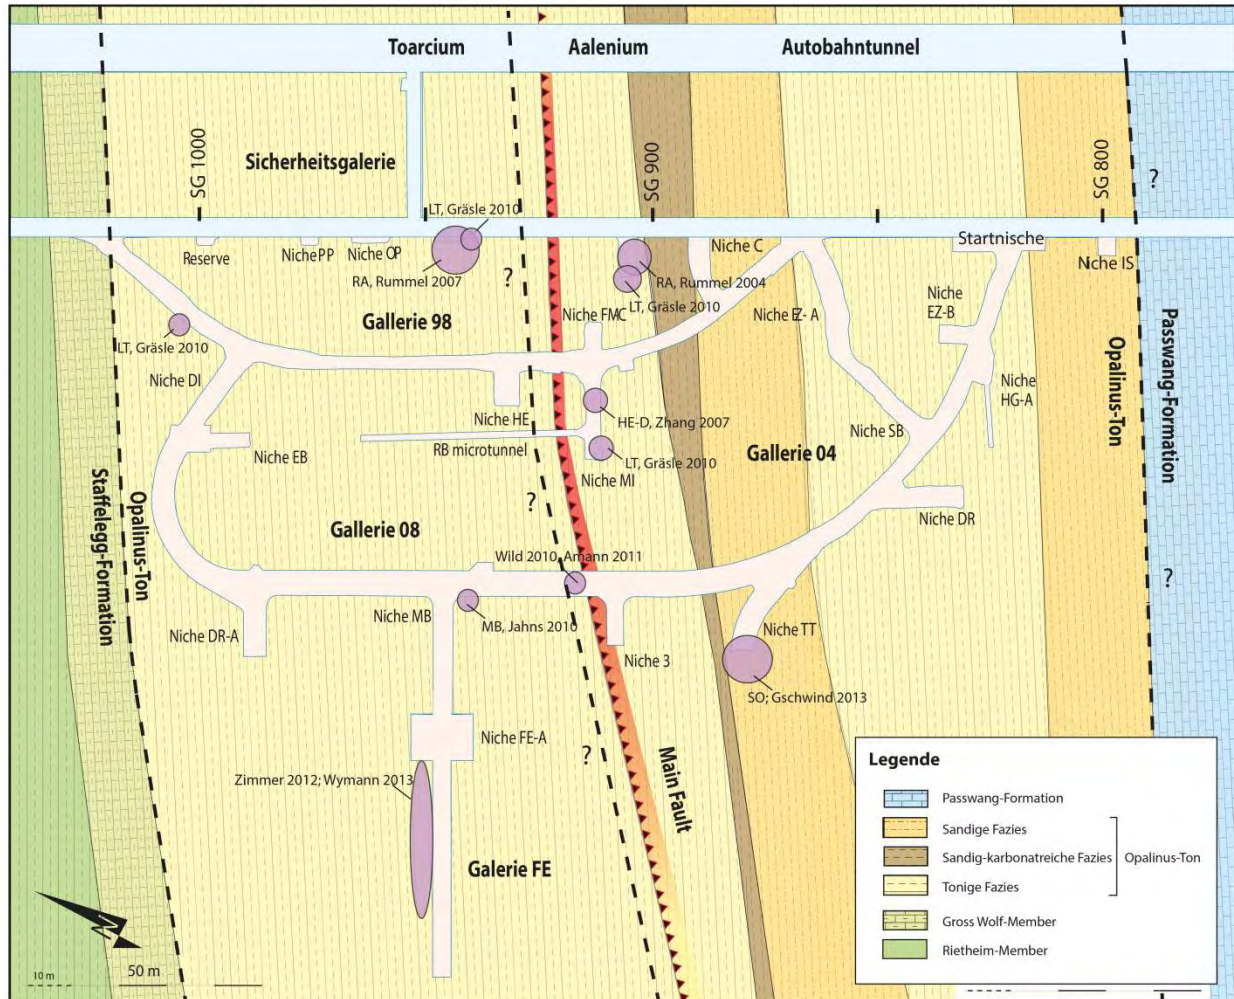 Toarcium
Aalenium
Autobahntunnel
Sicherheitsgalerie
SG 1000
SG 900
SG 800
?
LT, Gräsle 2010
Reserve
Niche PP
Niche OP
RA, Rummel 2007
?
Niche C
RA, Rummel 2004
LT, Gräsle 2010
Startnische
Niche IS
Gallerie 98
Niche FMC
Niche EZ- A
Niche
EZ-B
LT, Gräsle 2010
Niche DI
Niche HE
HE-D, Zhang 2007
Niche
HG-A
Opalinus-Ton
Passwang-Formation
Niche EB
RB microtunnel
LT, Gräsle 2010
Niche MI
Gallerie 04
Niche SB
Staffelegg-Formation
Opalinus-Ton
?
Gallerie 08
Niche DR
Wild 2010, Amann 2011
?
Niche DR-A
Niche MB
MB, Jahns 2010
Niche 3
Niche TT
SO; Gschwind 2013
Niche FE-A
?
Main Fault
Zimmer 2012; Wymann 2013
Galerie FE
Legende
Passwang-Formation
Sandige Fazies
Sandig-karbonatreiche Fazies
Opalinus-Ton
Tonige Fazies
Gross Wolf-Member
Rietheim-Member
10 m
50 m